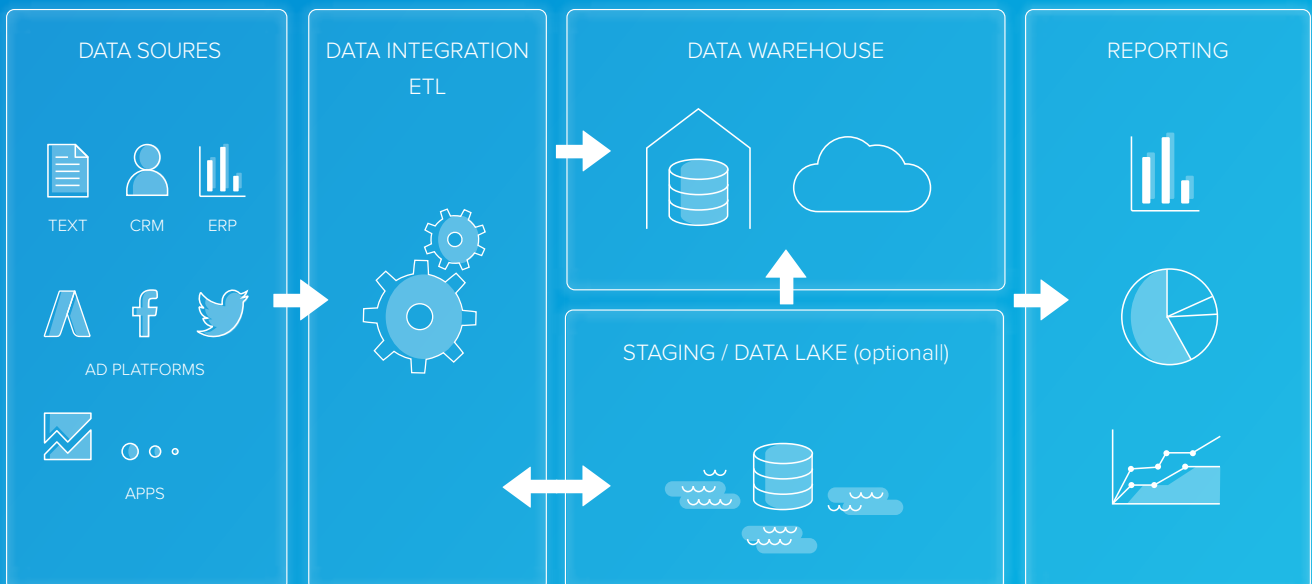 DATA SOURES
TEXT
CRM
ERP
AD PLATFORMS
APPS
DATA INTEGRATION
ETL
DATA WAREHOUSE
STAGING / DATA LAKE (optionall)
REPORTING